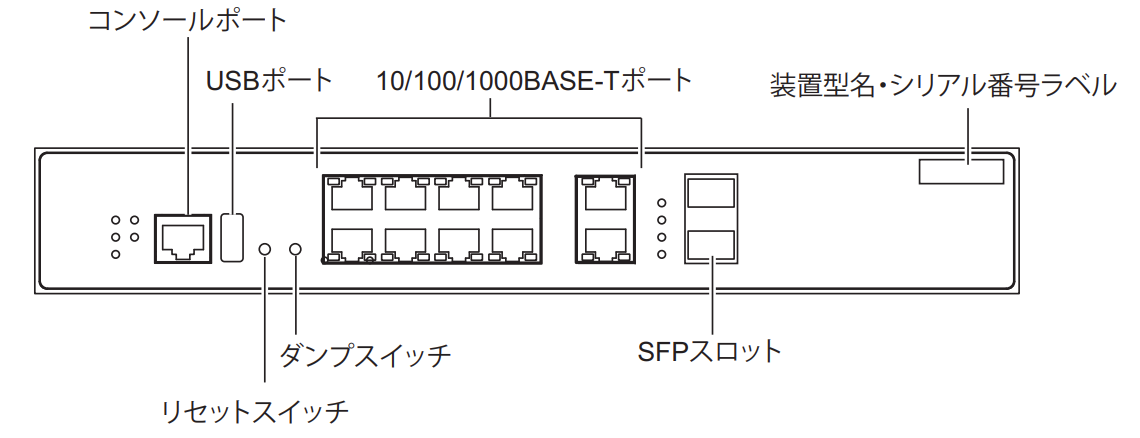 コンソールポート
USBポート
10/100/1000BASE-Tポート
装置型名・シリアル番号ラベル
ダンプスイッチ
SFPスロット
リセットスイッチ